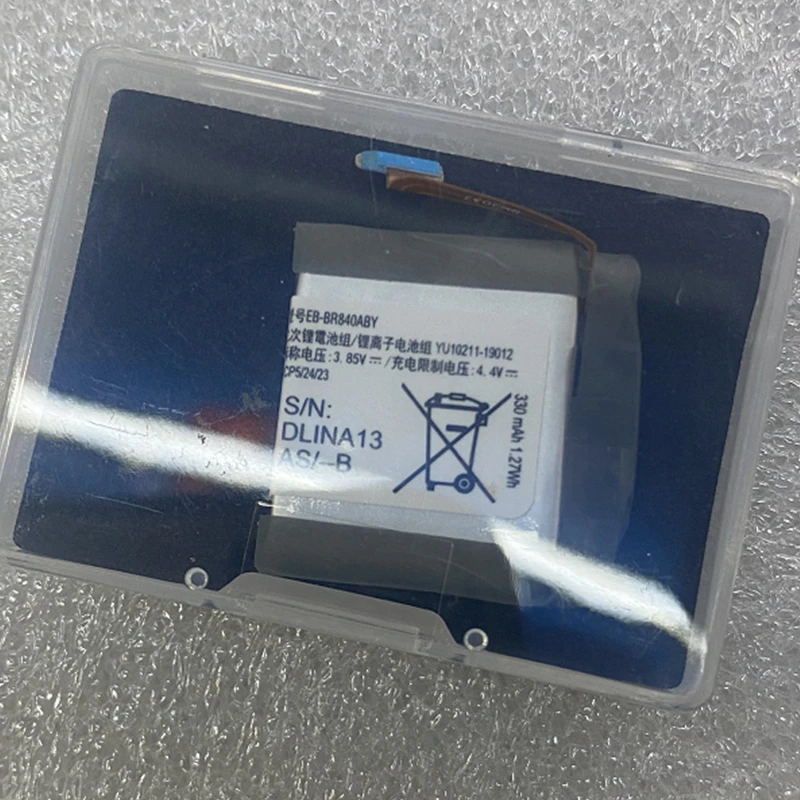 号EB-BR840ABY
次锂電池组/锂离子电池组 YU10211-19012
称电压:3.85V⎓/充电限制电压:4.4V⎓
CP5/24/23
S/N:
DLINA13
AS/--B
330 mAh 1.27Wh